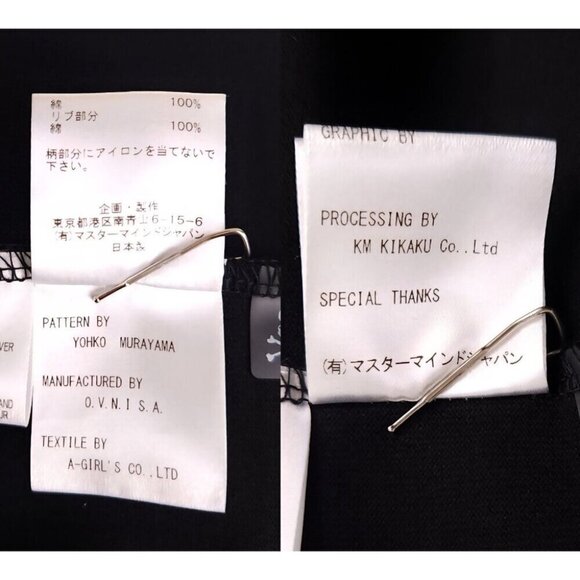 綿 100%
リブ部分
綿 100%
柄部分にアイロンを当てないで
下さい。
企画・製作
東京都港区南青山6-15-6
(有)マスターマインドジャパン
日本製
PATTERN BY
YOHKO MURAYAMA
MANUFACTURED BY
O.V.N.I S.A.
TEXTILE BY
A-GIRL'S CO.,LTD
VER
AND
UR
GRAPHIC BY
PROCESSING BY
KM KIKAKU Co.,Ltd
SPECIAL THANKS
(有)マスターマインドジャパン